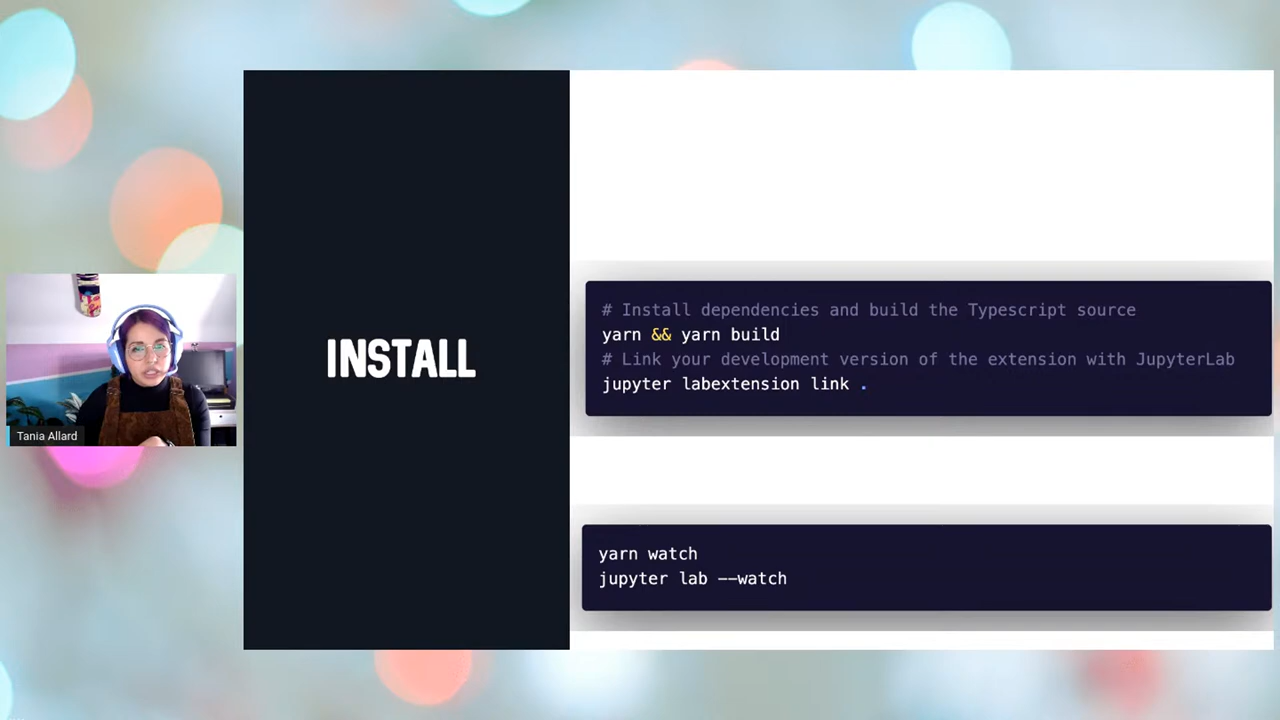 INSTALL
# Install dependencies and build the Typescript source
yarn && yarn build
# Link your development version of the extension with JupyterLab
jupyter labextension link .
yarn watch
jupyter lab --watch
Tania Allard